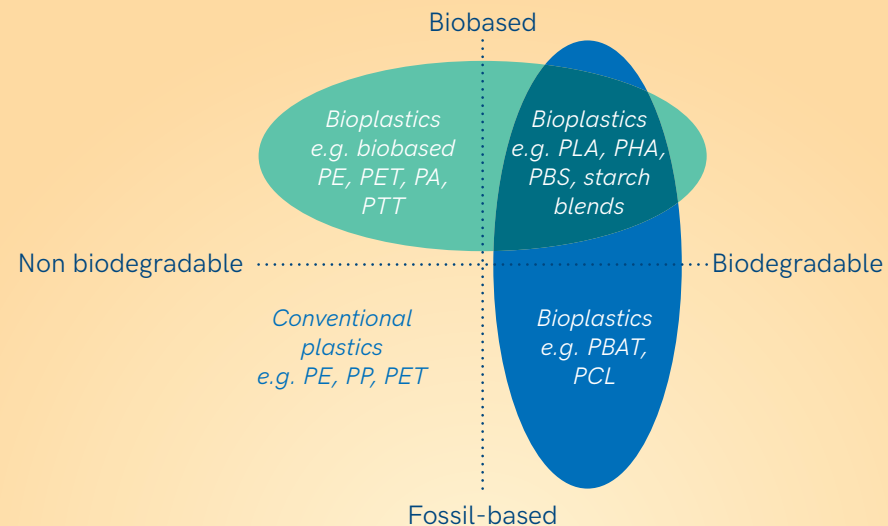 Biobased
Bioplastics
e.g. biobased
PE, PET, PA,
PTT
Bioplastics
e.g. PLA, PHA,
PBS, starch
blends
Non biodegradable
Biodegradable
Conventional
plastics
e.g. PE, PP, PET
Bioplastics
e.g. PBAT,
PCL
Fossil-based